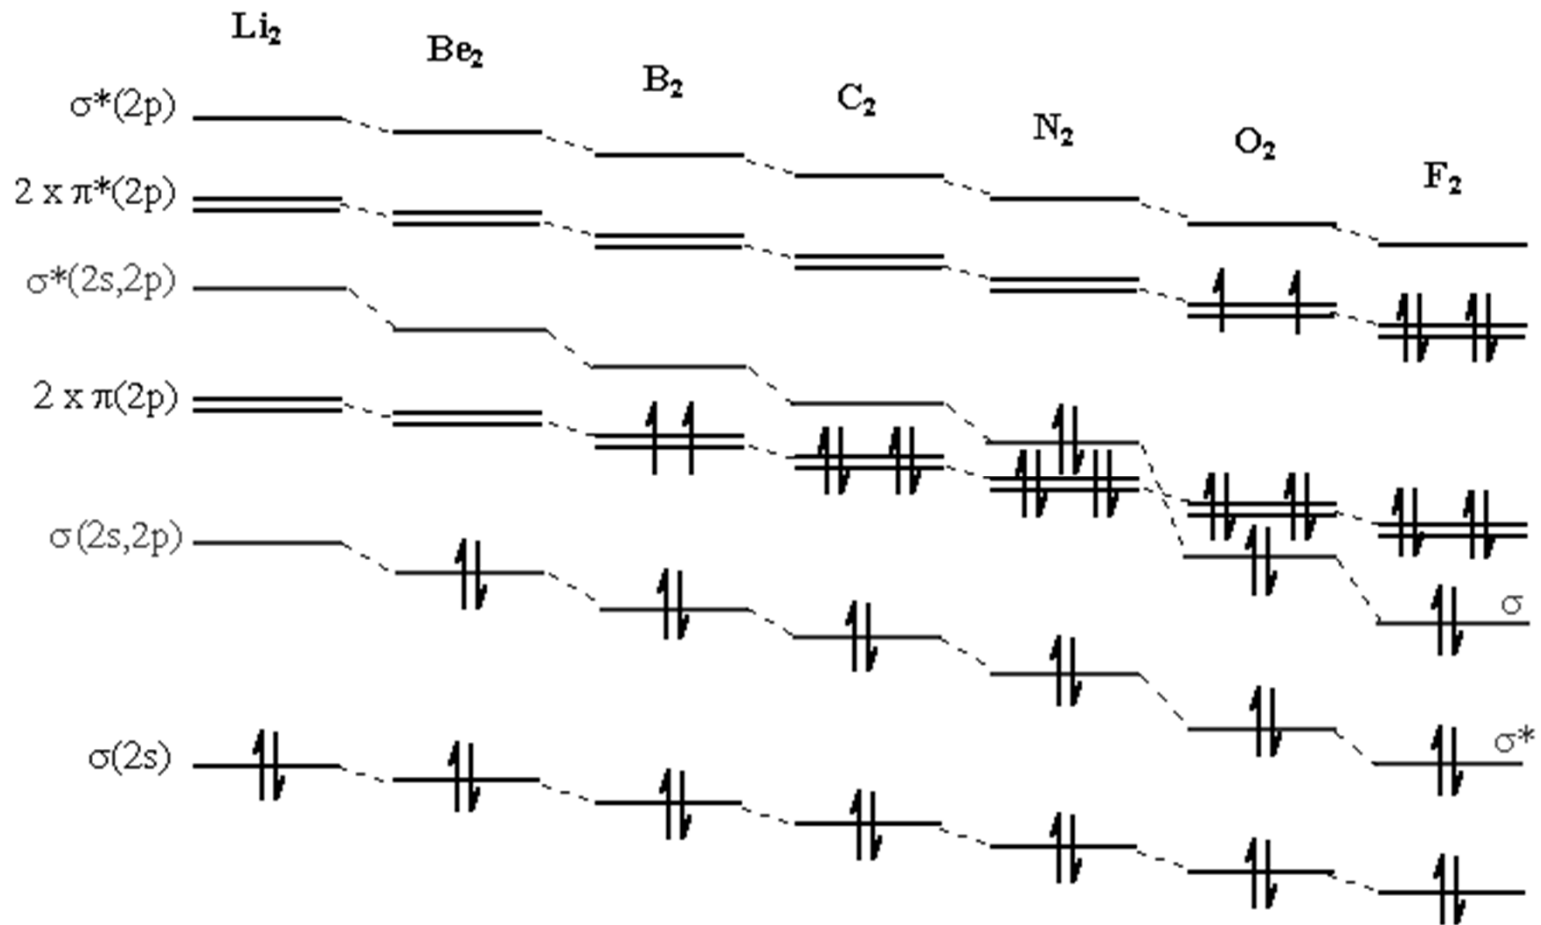 Li₂
Be₂
B₂
C₂
N₂
O₂
F₂
σ*(2p)
2 x π*(2p)
σ*(2s,2p)
2 x π(2p)
σ(2s,2p)
σ
σ*
σ(2s)